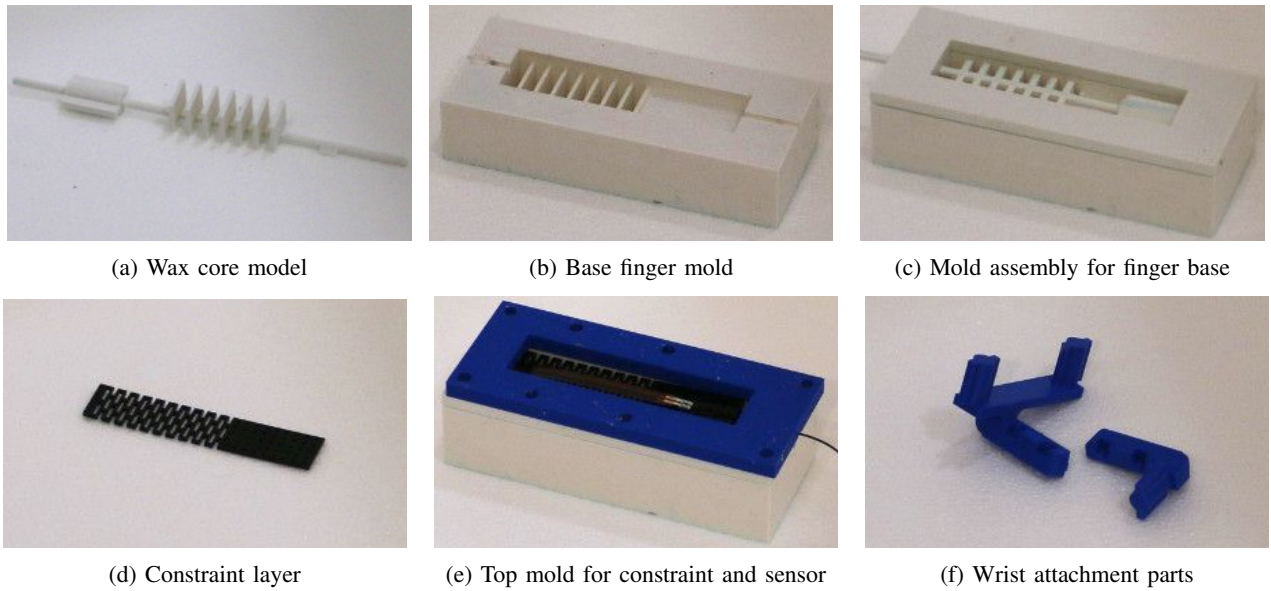 (a) Wax core model
(b) Base finger mold
(c) Mold assembly for finger base
(d) Constraint layer
(e) Top mold for constraint and sensor
(f) Wrist attachment parts